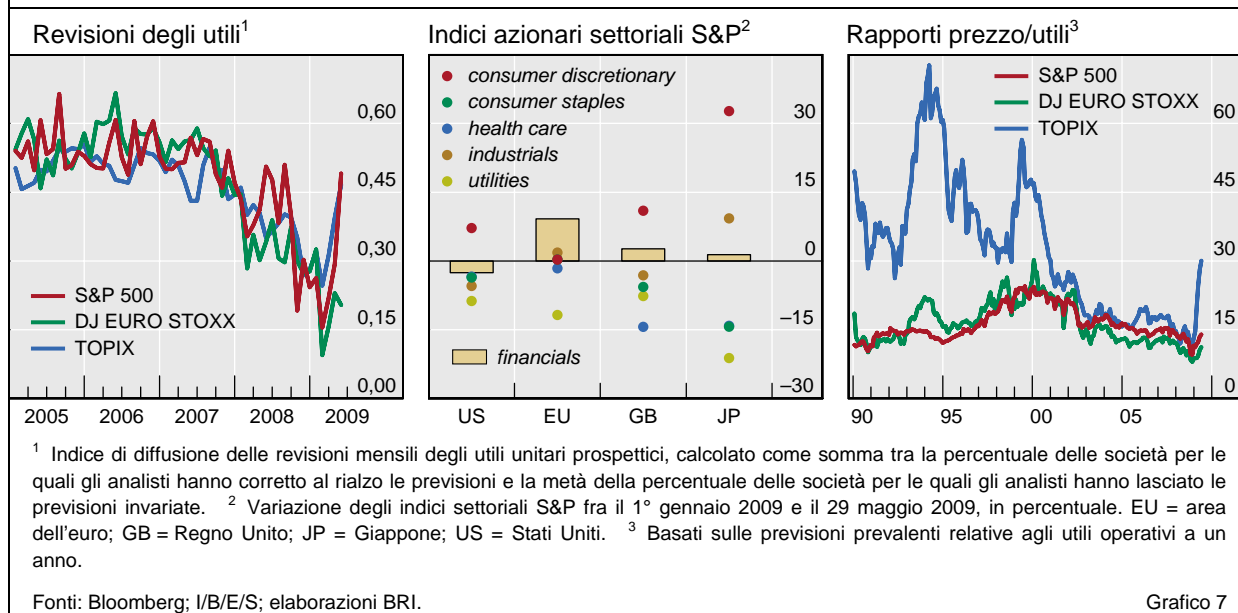 Revisioni degli utili1
0,60
0,45
0,30
0,15
0,00
S&P 500
DJ EURO STOXX
TOPIX
2005 2006 2007 2008 2009
Indici azionari settoriali S&P2
consumer discretionary
consumer staples
health care
industrials
utilities
financials
30
15
0
–15
–30
US EU GB JP
Rapporti prezzo/utili3
S&P 500
DJ EURO STOXX
TOPIX
60
45
30
15
0
90 95 00 05
1 Indice di diffusione delle revisioni mensili degli utili unitari prospettici, calcolato come somma tra la percentuale delle società per le
quali gli analisti hanno corretto al rialzo le previsioni e la metà della percentuale delle società per le quali gli analisti hanno lasciato le
previsioni invariate. 2 Variazione degli indici settoriali S&P fra il 1° gennaio 2009 e il 29 maggio 2009, in percentuale. EU = area
dell'euro; GB = Regno Unito; JP = Giappone; US = Stati Uniti. 3 Basati sulle previsioni prevalenti relative agli utili operativi a un
anno.
Fonti: Bloomberg; I/B/E/S; elaborazioni BRI. Grafico 7